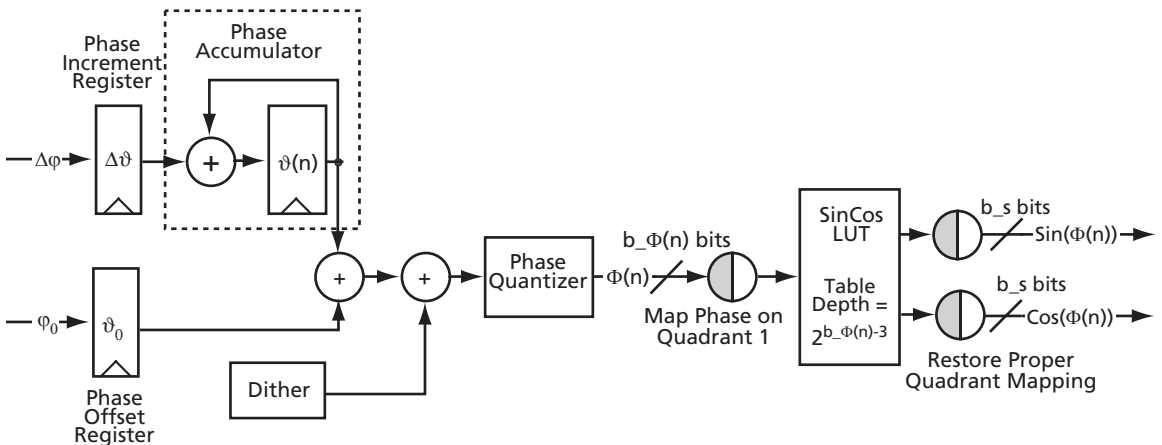 Phase
Increment
Register
Phase
Accumulator
Δφ
Δϑ
+
ϑ(n)
φ0
ϑ0
Phase
Offset
Register
+
+
Dither
Phase
Quantizer
Φ(n)
b_Φ(n) bits
Map Phase on
Quadrant 1
SinCos
LUT
Table
Depth =
2^b_Φ(n)-3
b_s bits
Sin(Φ(n))
b_s bits
Cos(Φ(n))
Restore Proper
Quadrant Mapping